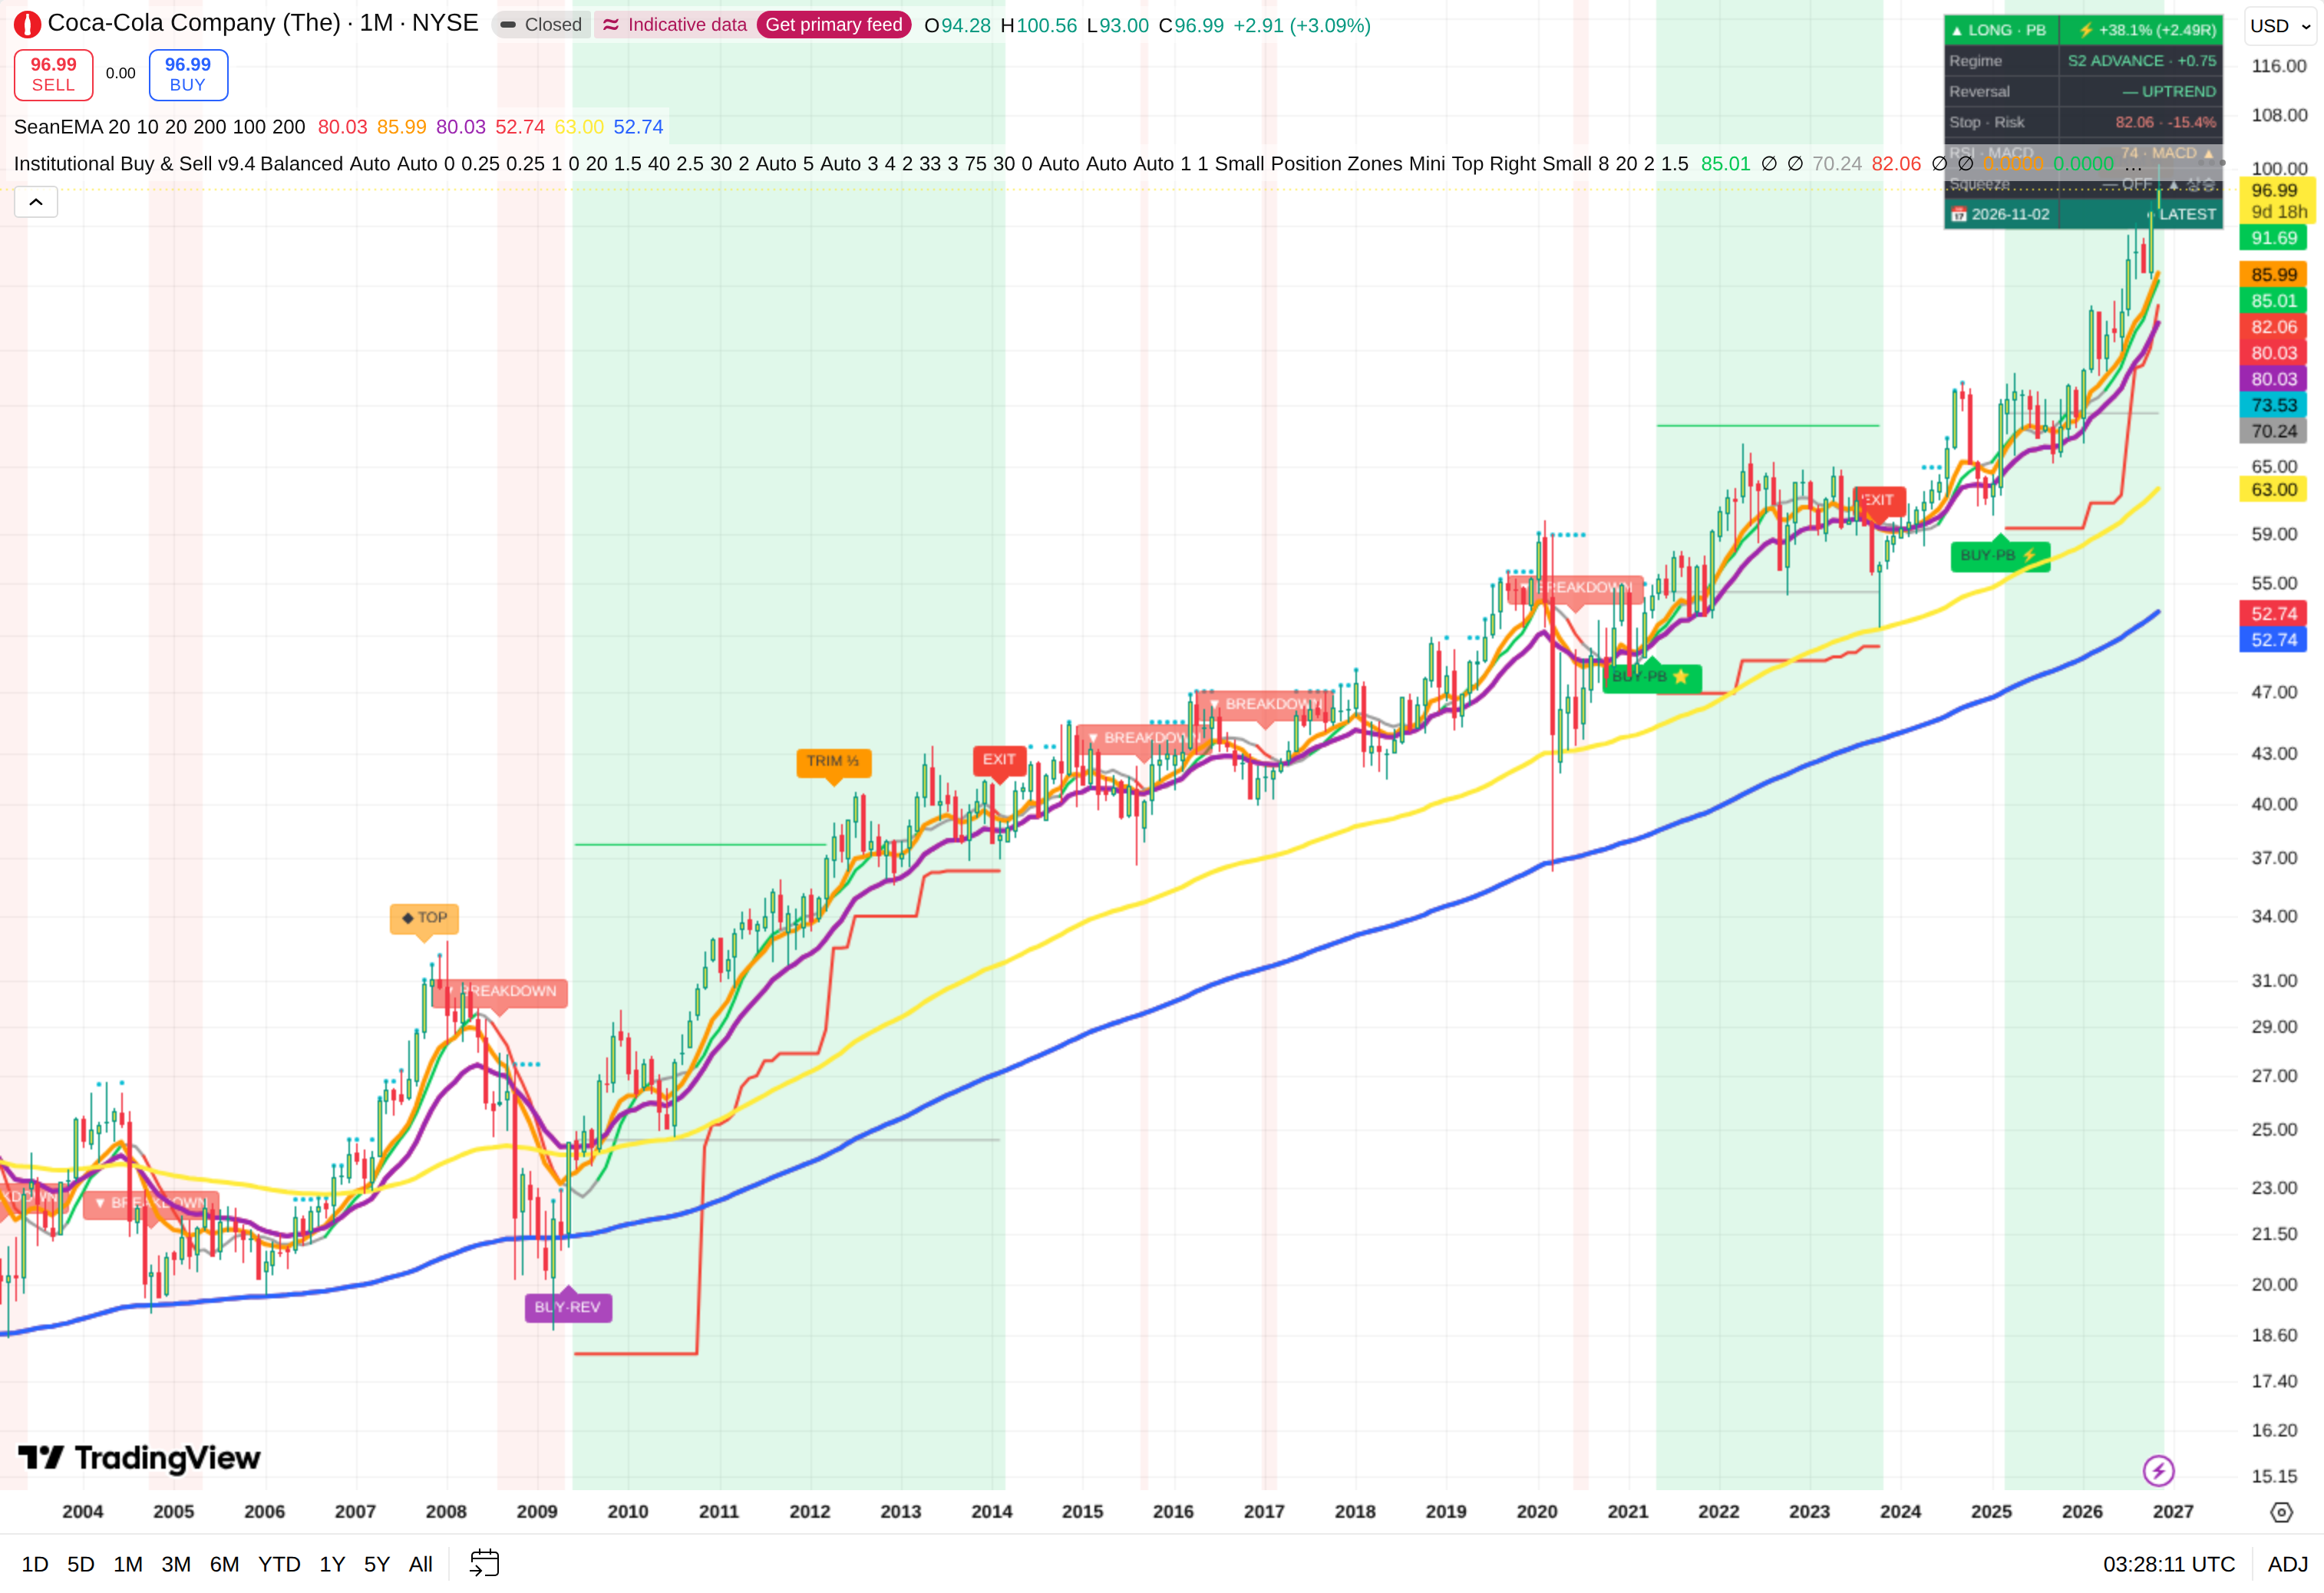 Coca-Cola Company (The) · 1M · NYSE Closed Indicative data Get primary feed O94.28 H100.56 L93.00 C96.99 +2.91 (+3.09%)
USD
96.99
SELL
0.00
96.99
BUY
SeanEMA 20 10 20 200 100 200 80.03 85.99 80.03 52.74 63.00 52.74
Institutional Buy & Sell v9.4 Balanced Auto Auto 0 0.25 0.25 1 0 20 1.5 40 2.5 30 2 Auto 5 Auto 3 4 2 33 3 75 30 0 Auto Auto Auto 1 1 Small Position Zones Mini Top Right Small 8 20 2 1.5 85.01 ∅ ∅ 70.24 82.06 ∅ ∅ 0.0000 0.0000 ...
▲ LONG · PB ⚡ +38.1% (+2.49R)
Regime S2 ADVANCE · +0.75
Reversal — UPTREND
Stop · Risk 82.06 · -15.4%
RSI · MACD 74 · MACD ▲
Squeeze — OFF · ▲ 상승
📅 2026-11-02 LATEST
116.00
108.00
100.00
96.99
9d 18h
91.69
85.99
85.01
82.06
80.03
80.03
73.53
70.24
65.00
63.00
59.00
55.00
52.74
52.74
47.00
43.00
40.00
37.00
34.00
31.00
29.00
27.00
25.00
23.00
21.50
20.00
18.60
17.40
16.20
15.15
▼ BREAKDOWN
◆ TOP
BREAKDOWN
BUY-REV
TRIM ⅓
EXIT
▼ BREAKDOWN
▼ BREAKDOWN
BREAKDOWN
BUY-PB ⭐
EXIT
BUY-PB ⚡
TradingView
2004 2005 2006 2007 2008 2009 2010 2011 2012 2013 2014 2015 2016 2017 2018 2019 2020 2021 2022 2023 2024 2025 2026 2027
1D 5D 1M 3M 6M YTD 1Y 5Y All
03:28:11 UTC ADJ